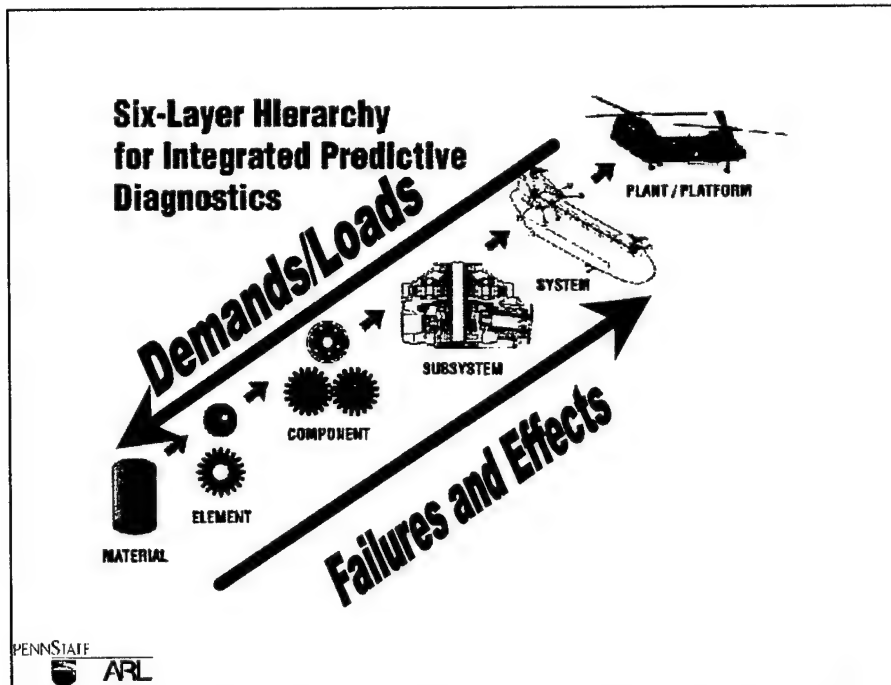 Six-Layer Hierarchy
for Integrated Predictive
Diagnostics
Demands/Loads
PLANT / PLATFORM
SYSTEM
SUBSYSTEM
COMPONENT
ELEMENT
MATERIAL
Failures and Effects
PENNSTATE
ARL